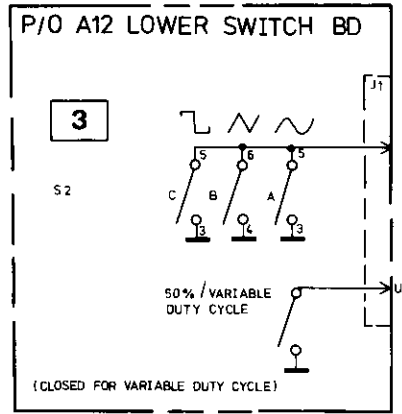 P/O A12 LOWER SWITCH BD
J1
3
5 6 5
S2
C B A
3 4 3
50% / VARIABLE
DUTY CYCLE
U
(CLOSED FOR VARIABLE DUTY CYCLE)